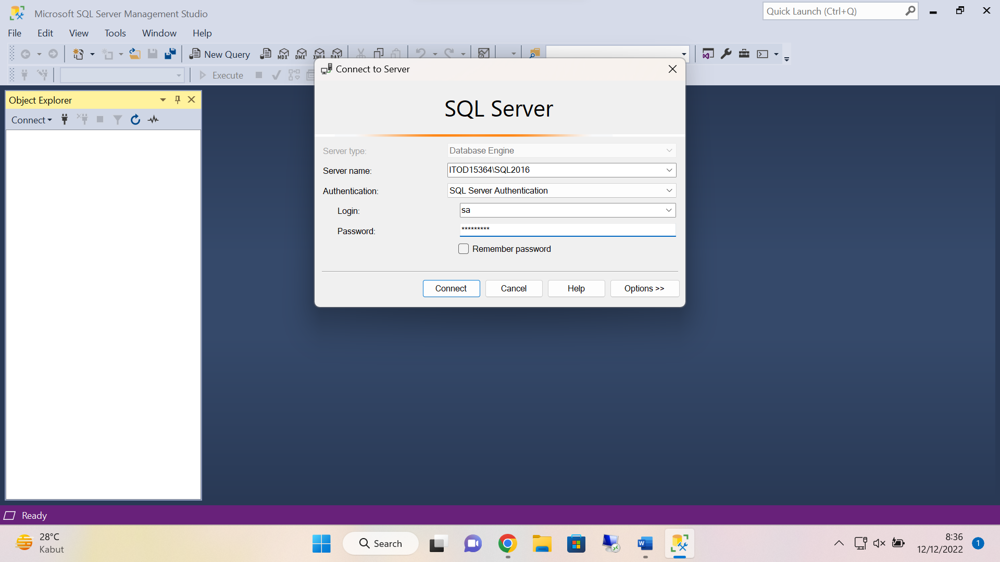 Microsoft SQL Server Management Studio
Quick Launch (Ctrl+Q)
File Edit View Tools Window Help
New Query MDX DMX XMLA DAX
Execute
Connect to Server
Object Explorer
Connect
SQL Server
Server type: Database Engine
Server name: ITOD15364\SQL2016
Authentication: SQL Server Authentication
Login: sa
Password: *********
Remember password
Connect Cancel Help Options >>
Ready
28°C
Kabut
Search
8:36
12/12/2022
1